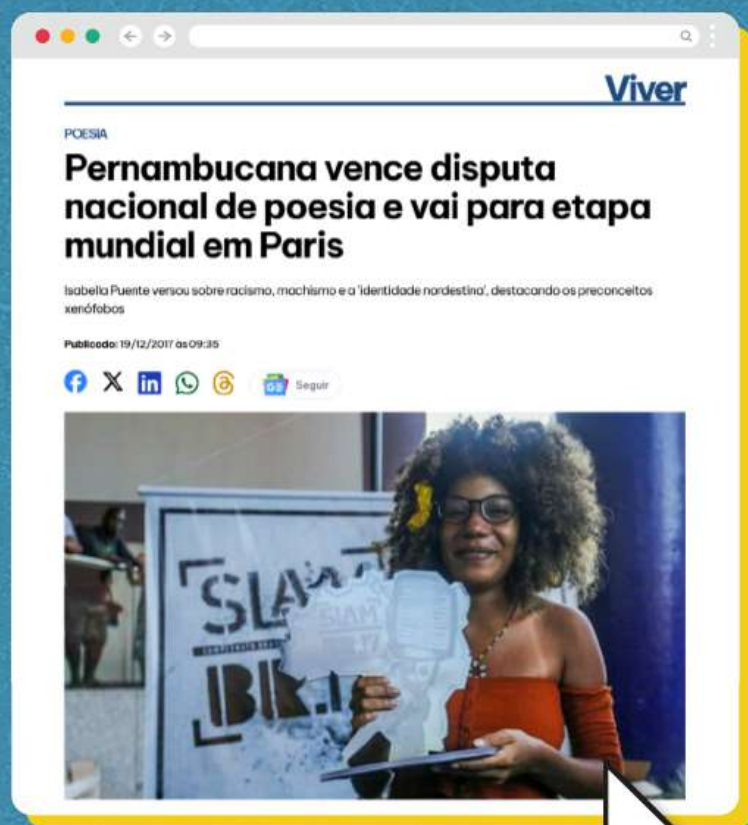 Viver
POESIA
Pernambucana vence disputa
nacional de poesia e vai para etapa
mundial em Paris
Isabella Puente versou sobre racismo, machismo e a 'identidade nordestina', destacando os preconceitos
xenófobos
Publicado: 19/12/2017 às 09:35
Seguir
SLAM
BR.
SLAM